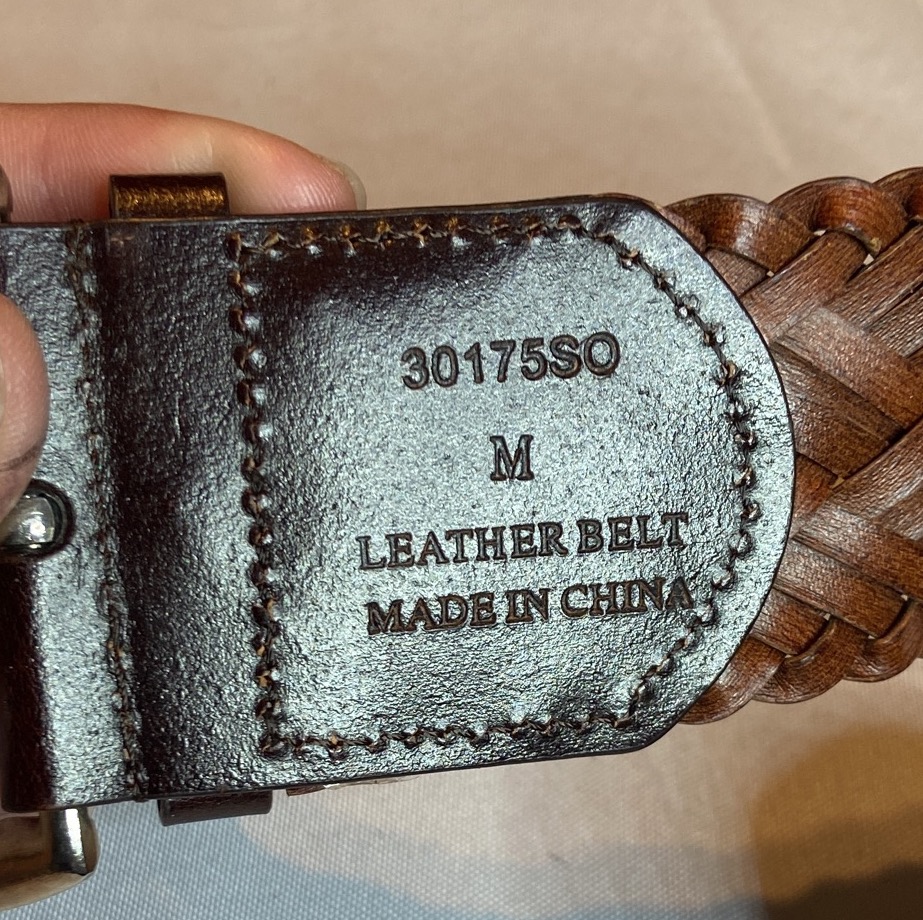 30175SO
M
LEATHER BELT
MADE IN CHINA